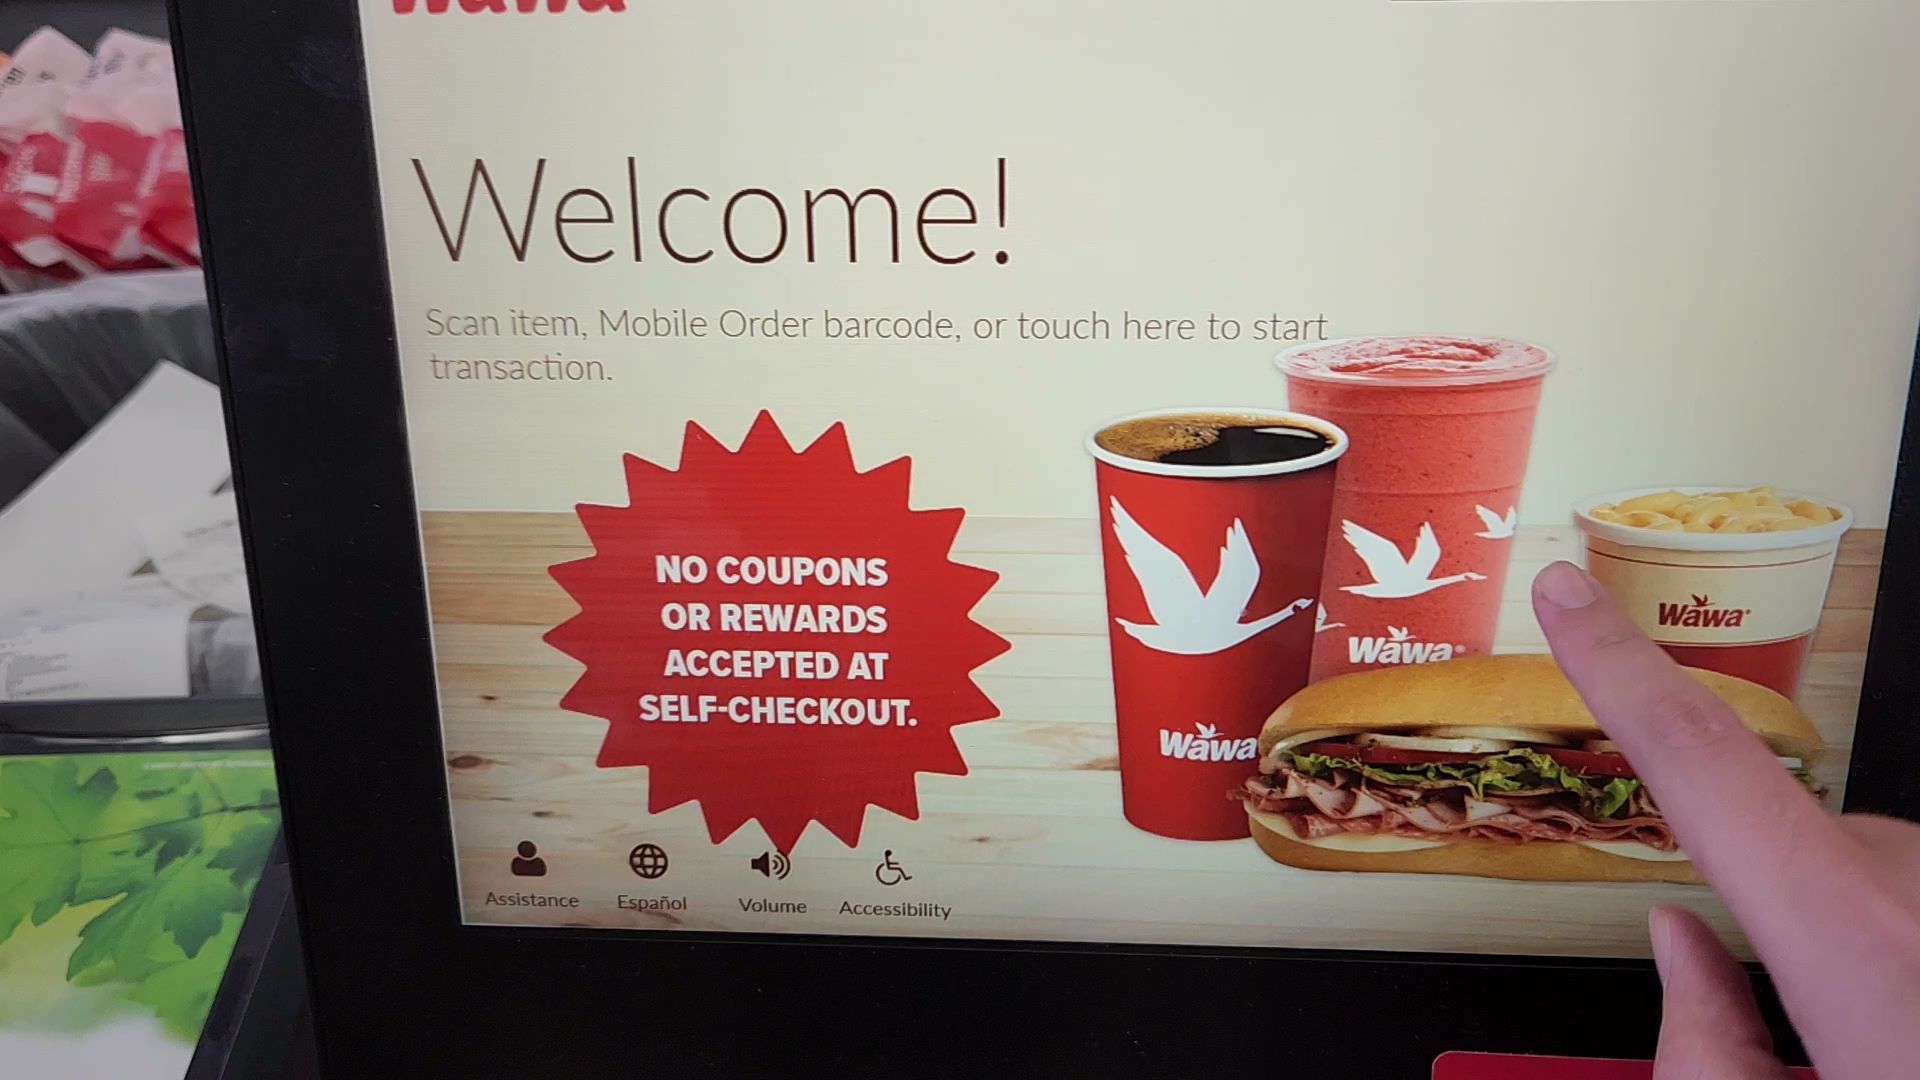 Wawa
Welcome!
Scan item, Mobile Order barcode, or touch here to start
transaction.
NO COUPONS
OR REWARDS
ACCEPTED AT
SELF-CHECKOUT.
Wawa
Wawa
Wawa
Assistance
Español
Volume
Accessibility